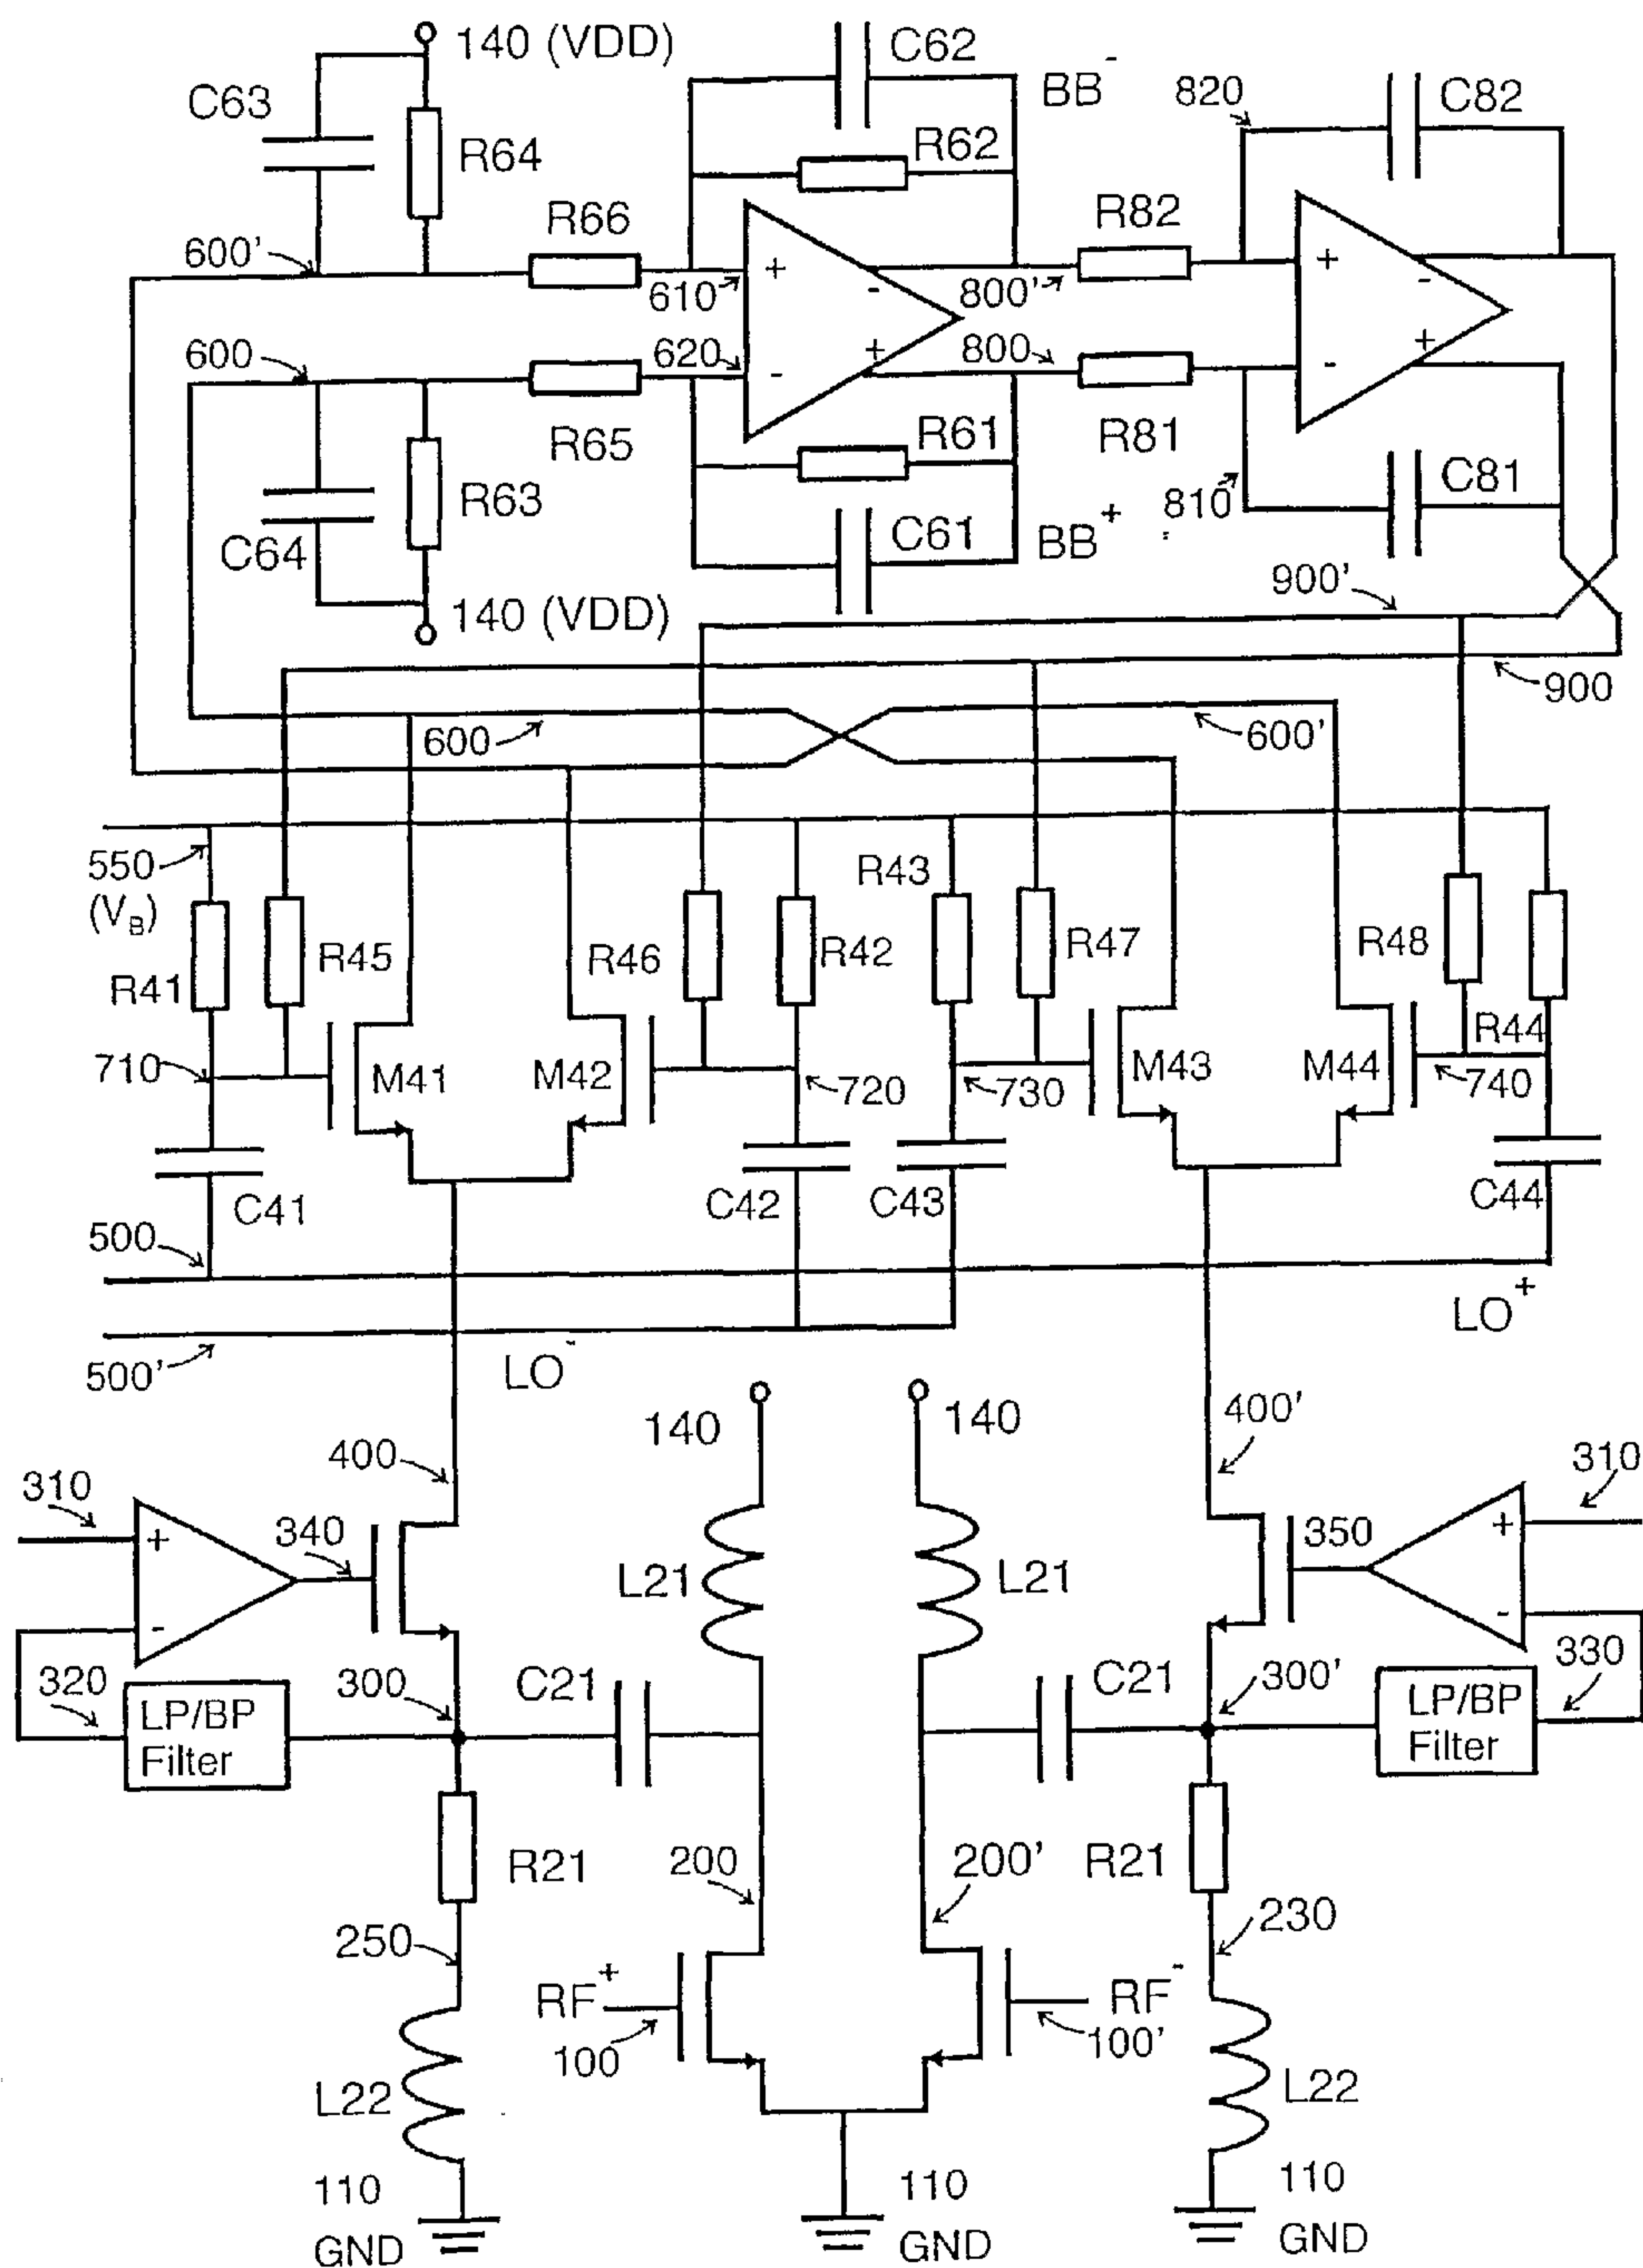 140 (VDD)
C62
BB-
820
C82
C63
R64
R62
R66
R82
600'
+
610
-
800'
+
-
600
620
-
+
800
-
+
R65
R61
R81
C64
R63
C61
BB+
810
C81
140 (VDD)
900'
900
600
600'
550
(VB)
R43
R41
R45
R46
R42
R47
R48
R44
710
M41
M42
720
730
M43
M44
740
C41
C42
C43
C44
500
LO+
500'
LO-
140
140
400
400'
310
310
+
340
350
+
L21
L21
-
-
320
LP/BP
Filter
300
C21
C21
300'
LP/BP
Filter
330
R21
200
200'
R21
250
230
RF+
RF-
100
100'
L22
L22
110
GND
110
GND
110
GND